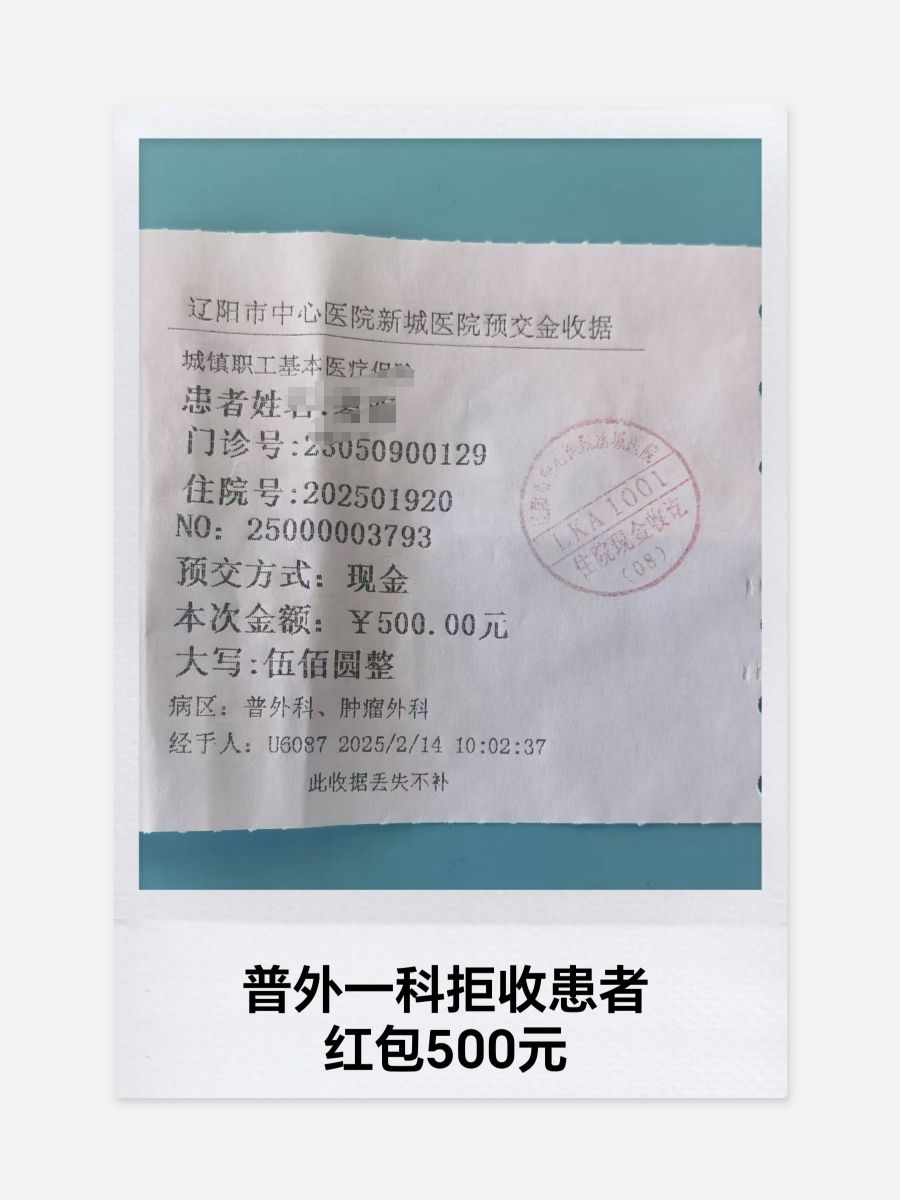 辽阳市中心医院新城医院预交金收据
城镇职工基本医疗保险
患者姓名:
门诊号:23050900129
住院号:202501920
NO: 25000003793
预交方式: 现金
本次金额: ¥500.00元
大写:伍佰圆整
病区: 普外科、肿瘤外科
经手人: U6087 2025/2/14 10:02:37
此收据丢失不补
LKA1001
住院现金收讫
(08)
普外一科拒收患者
红包500元